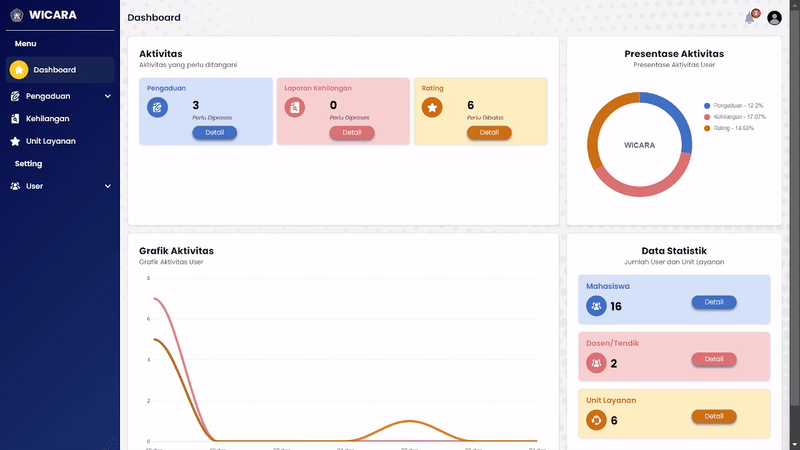 WICARA
Menu
Dashboard
Pengaduan
Kehilangan
Unit Layanan
Setting
User
Dashboard
Aktivitas
Aktivitas yang perlu ditangani
Pengaduan
3
Perlu Diproses
Detail
Laporan Kehilangan
0
Perlu Diproses
Detail
Rating
6
Perlu Dibalas
Detail
Presentase Aktivitas
Presentase Aktivitas User
WICARA
Pengaduan - 12.2%
Kehilangan - 17.07%
Rating - 14.63%
Grafik Aktivitas
Grafik Aktivitas User
8
6
4
2
0
Data Statistik
Jumlah User dan Unit Layanan
Mahasiswa
16
Detail
Dosen/Tendik
2
Detail
Unit Layanan
6
Detail